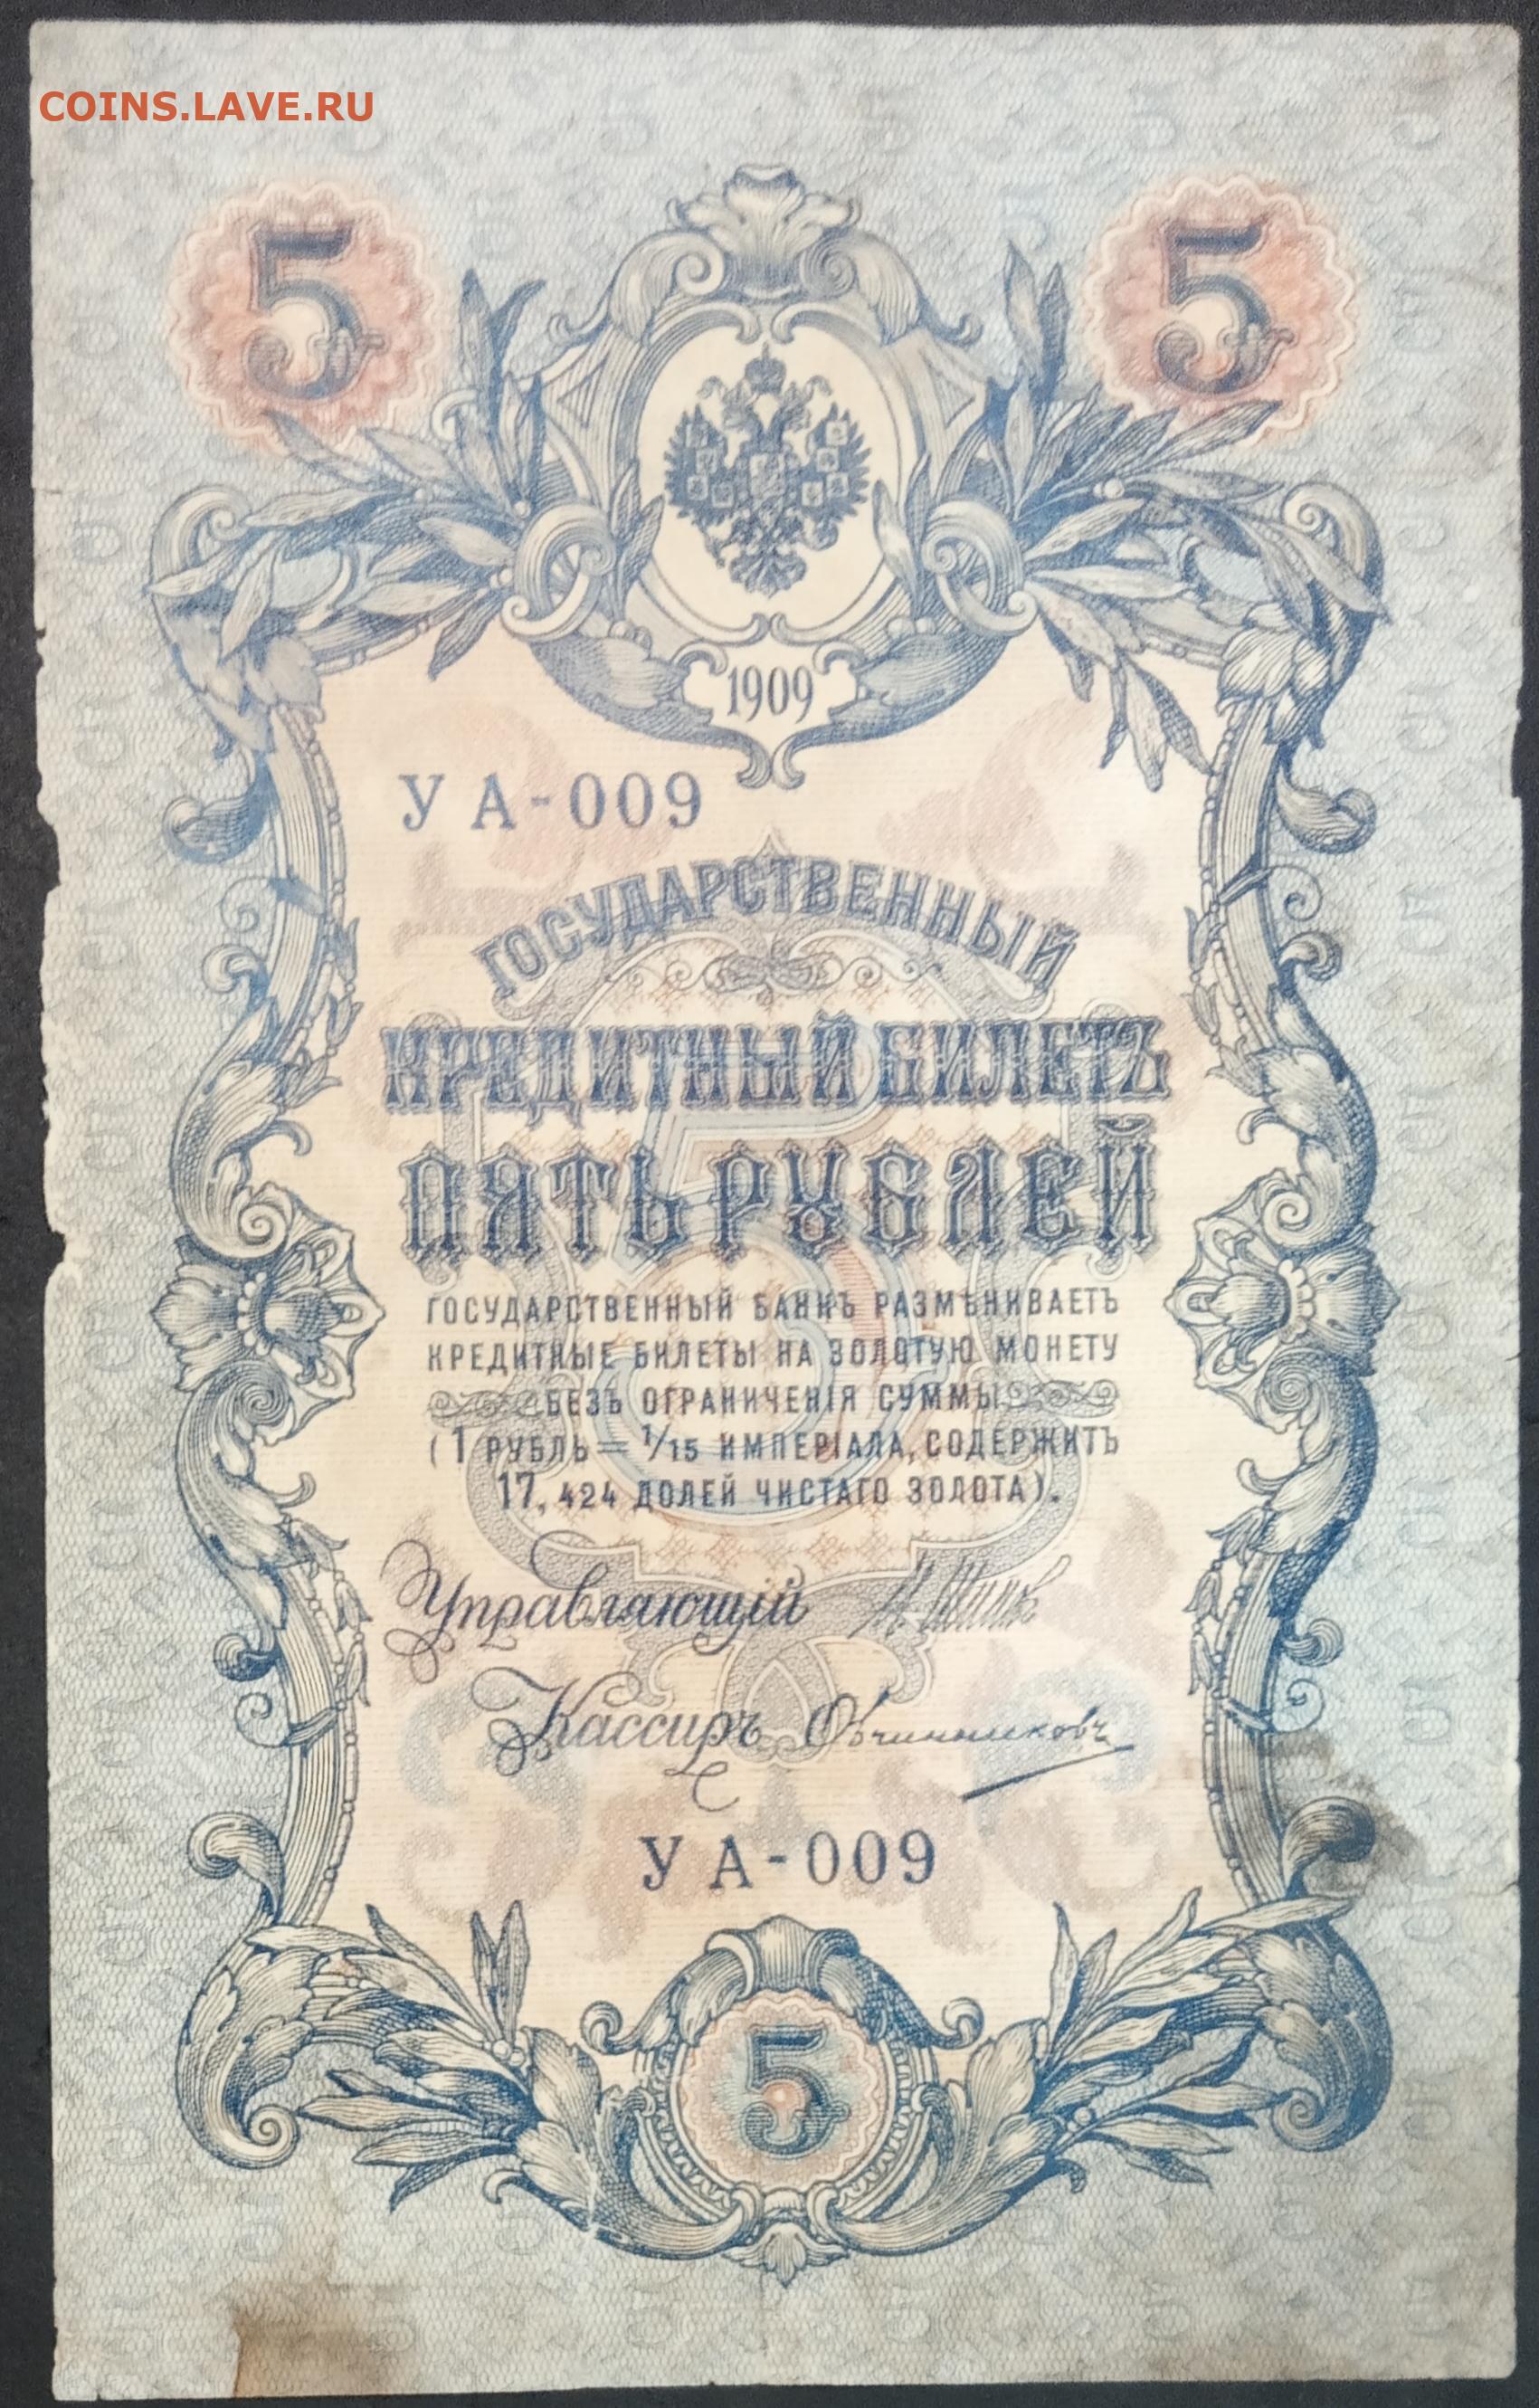 COINS.LAVE.RU
5 5
1909
УА-009
ГОСУДАРСТВЕННЫЙ
КРЕДИТНЫЙ БИЛЕТЪ
ПЯТЬ РУБЛЕЙ
ГОСУДАРСТВЕННЫЙ БАНКЪ РАЗМѢНИВАЕТЪ
КРЕДИТНЫЕ БИЛЕТЫ НА ЗОЛОТУЮ МОНЕТУ
БЕЗЪ ОГРАНИЧЕНІЯ СУММЫ
(1 РУБЛЬ = 1/15 ИМПЕРІАЛА, СОДЕРЖИТЪ
17,424 ДОЛЕЙ ЧИСТАГО ЗОЛОТА).
Управляющій И. Шиповъ
Кассиръ Овчинниковъ
УА-009
5